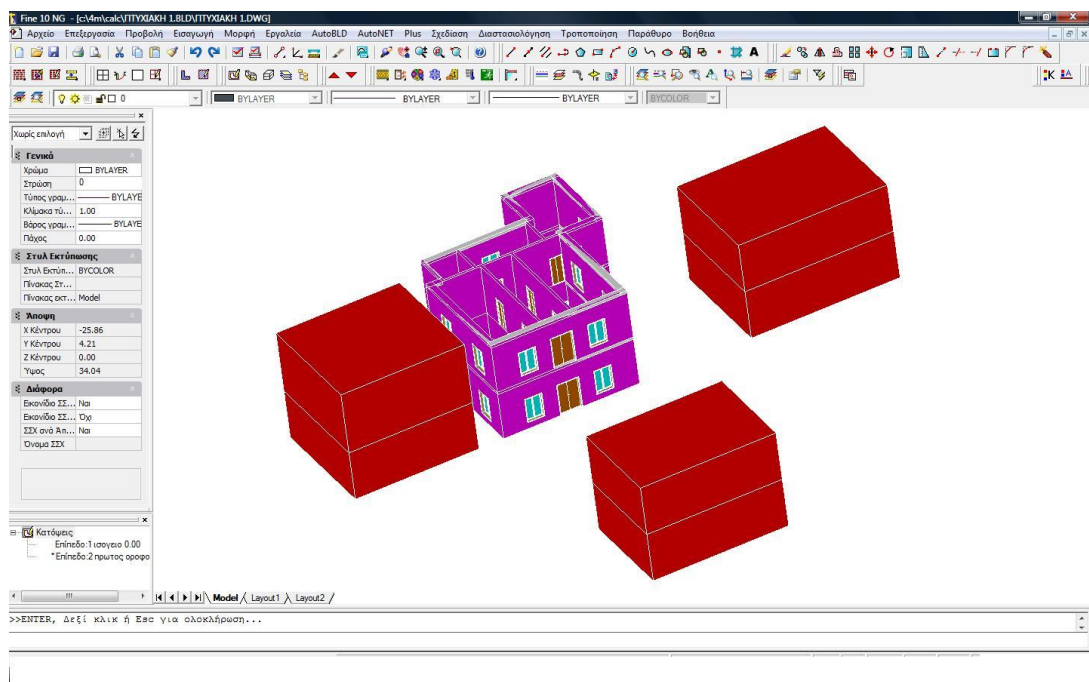 Fine 10 NG - [c:\4m\calc\ΠΤΥΧΙΑΚΗ 1.BLD\ΠΤΥΧΙΑΚΗ 1.DWG]
Αρχείο Επεξεργασία Προβολή Εισαγωγή Μορφή Εργαλεία AutoBLD AutoNET Plus Σχεδίαση Διαστασιολόγηση Τροποποίηση Παράθυρο Βοήθεια
0 BYLAYER BYLAYER BYLAYER BYCOLOR
Χωρίς επιλογή
Γενικά
Χρώμα BYLAYER
Στρώση 0
Τύπος γραμ... BYLAYE
Κλίμακα τύ... 1.00
Βάρος γραμ... BYLAYE
Πάχος 0.00
Στυλ Εκτύπωσης
Στυλ Εκτύπ... BYCOLOR
Πίνακας Στ...
Πίνακας εκτ... Model
Άποψη
X Κέντρου -25.86
Y Κέντρου 4.21
Z Κέντρου 0.00
Ύψος 34.04
Διάφορα
Εικονίδιο ΣΣ... Ναι
Εικονίδιο ΣΣ... Όχι
ΣΣΧ ανά Απ... Ναι
Όνομα ΣΣΧ
Κατόψεις
Επίπεδο:1 ισογειο 0.00
*Επίπεδο:2 πρωτος οροφο
Model Layout1 Layout2
>>ENTER, Δεξί κλικ ή Esc για ολοκλήρωση...